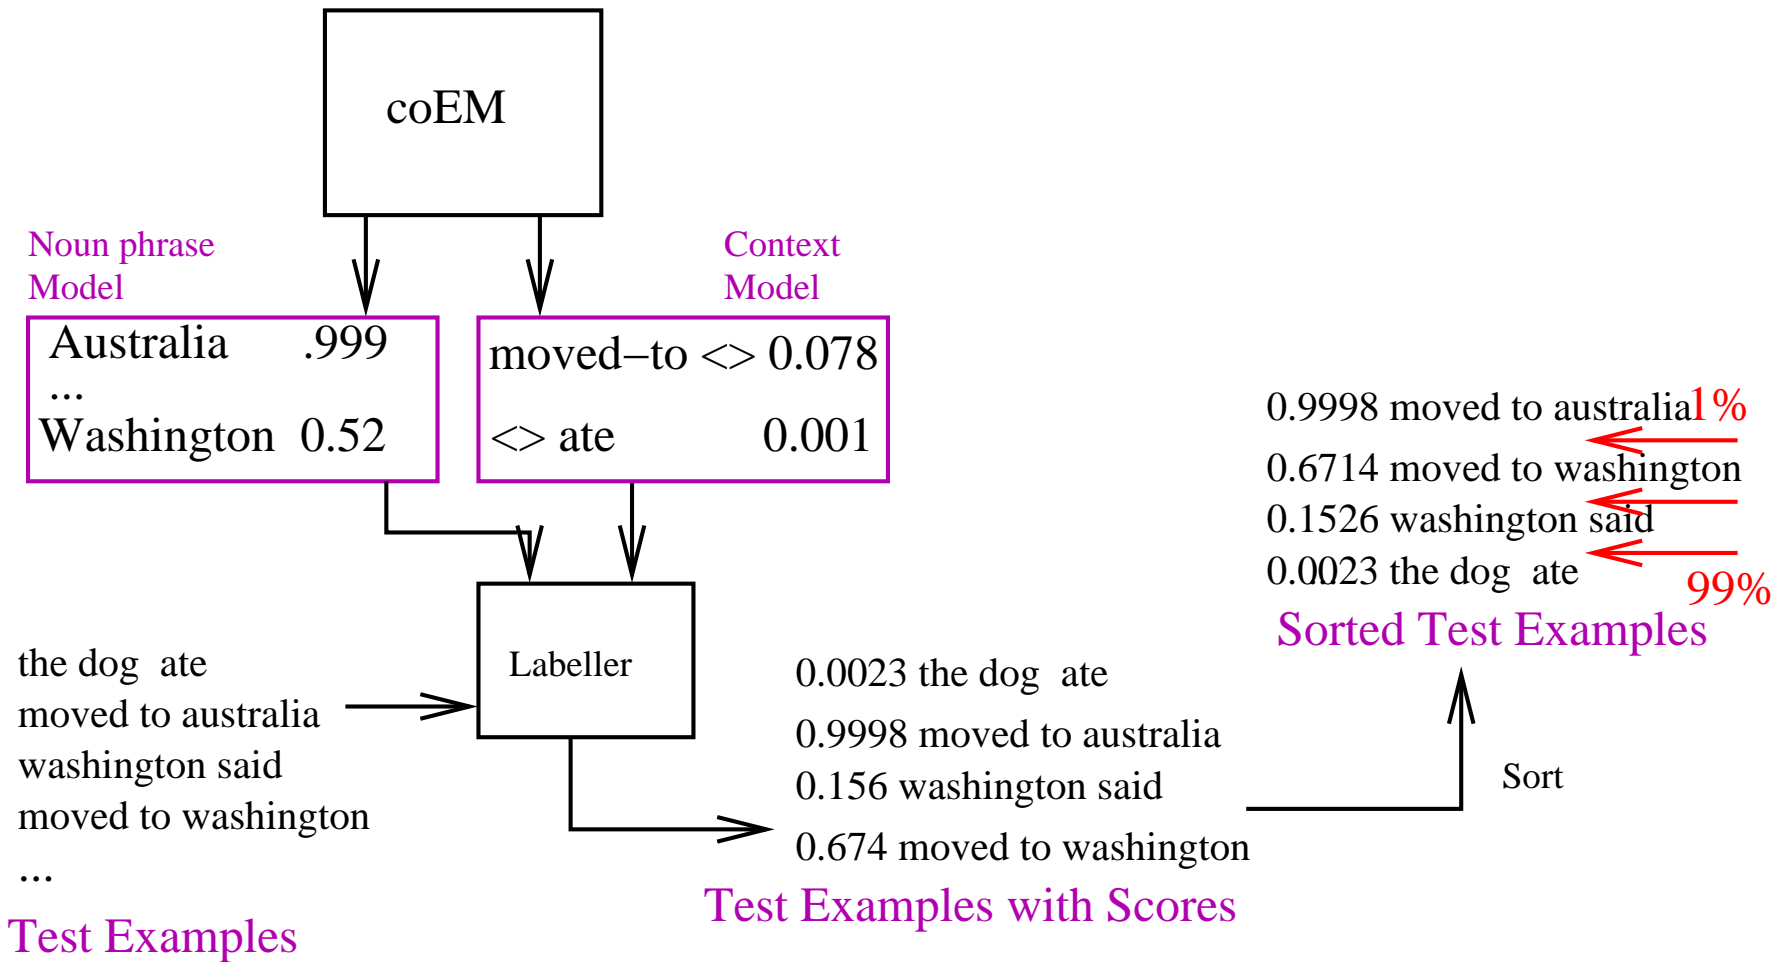 coEM
Noun phrase
Model
Context
Model
Australia .999
...
Washington 0.52
moved−to <> 0.078
<> ate 0.001
0.9998 moved to australia 1%
0.6714 moved to washington
0.1526 washington said
0.0023 the dog ate
...
99%
Sorted Test Examples
the dog ate
moved to australia
washington said
moved to washington
...
Test Examples
Labeller
0.0023 the dog ate
0.9998 moved to australia
0.156 washington said
0.674 moved to washington
Test Examples with Scores
Sort